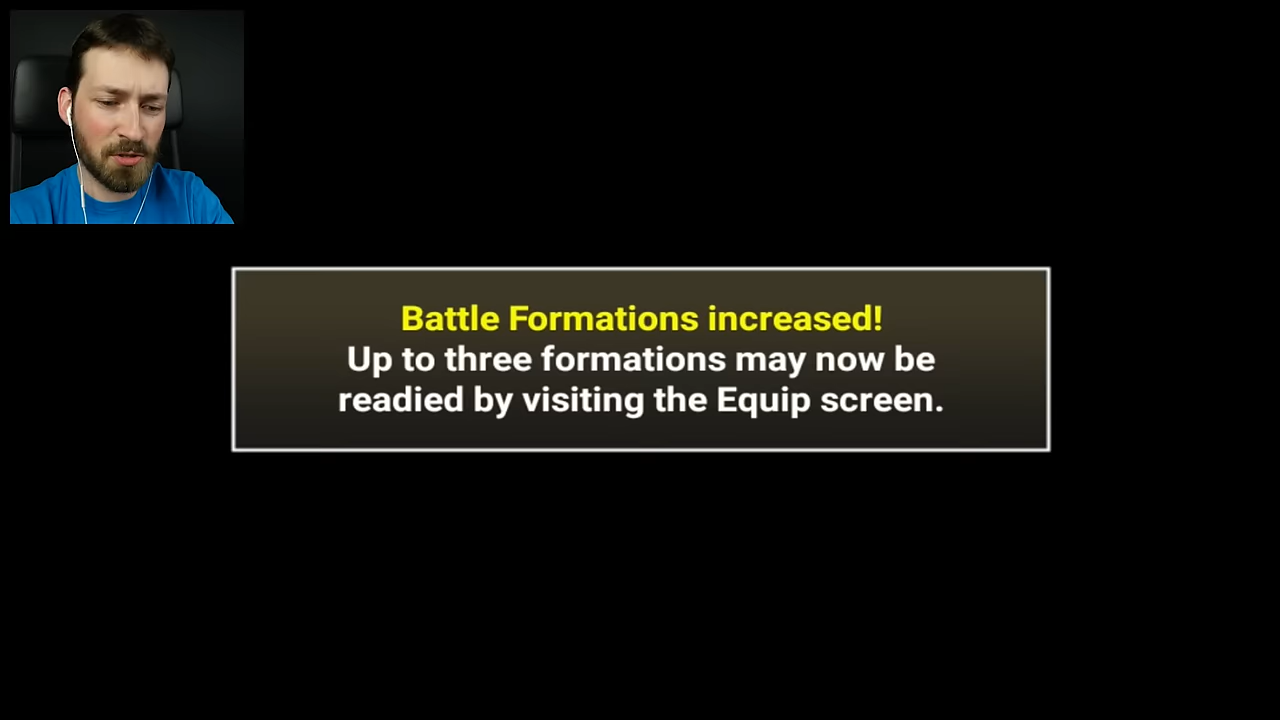 Battle Formations increased!
Up to three formations may now be
readied by visiting the Equip screen.